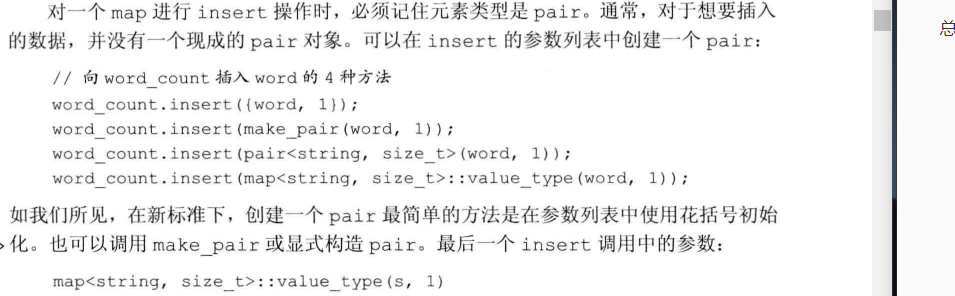 对一个 map 进行 insert 操作时，必须记住元素类型是 pair。通常，对于想要插入
的数据，并没有一个现成的 pair 对象。可以在 insert 的参数列表中创建一个 pair：
// 向 word_count 插入 word 的 4 种方法
word_count.insert({word, 1});
word_count.insert(make_pair(word, 1));
word_count.insert(pair<string, size_t>(word, 1));
word_count.insert(map<string, size_t>::value_type(word, 1));
如我们所见，在新标准下，创建一个 pair 最简单的方法是在参数列表中使用花括号初始
化。也可以调用 make_pair 或显式构造 pair。最后一个 insert 调用中的参数：
map<string, size_t>::value_type(s, 1)
总